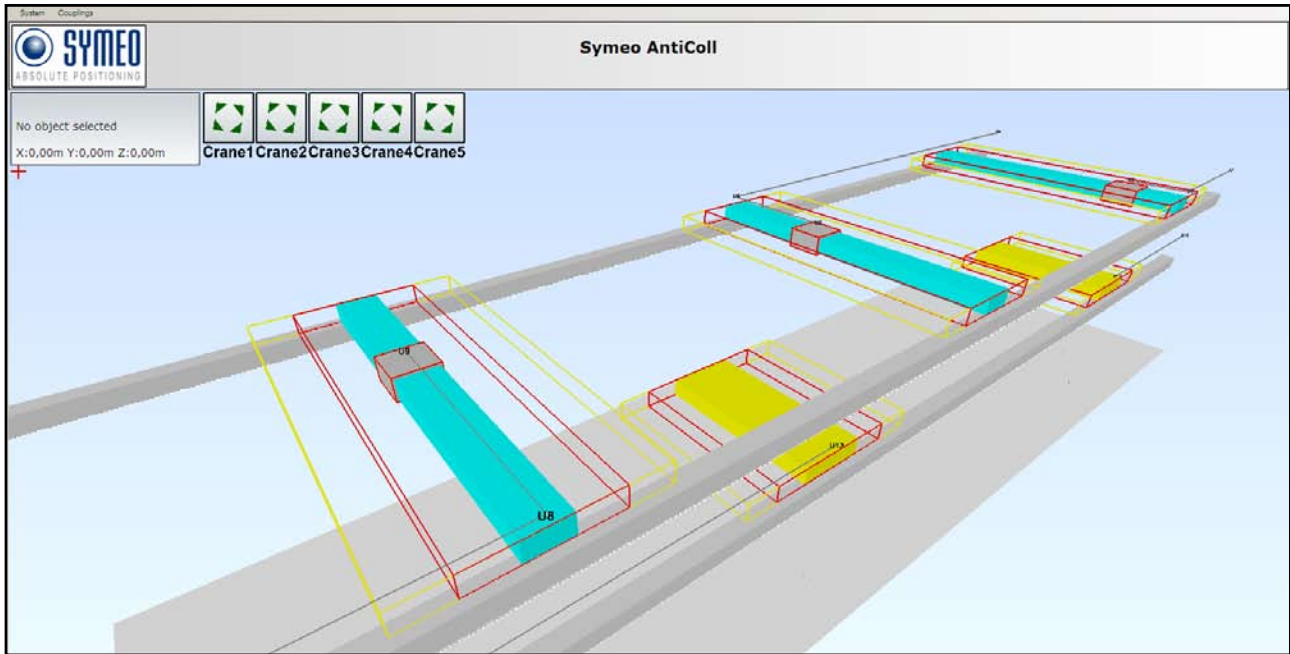 System Couplings
SYMEO
ABSOLUTE POSITIONING
Symeo AntiColl
No object selected
X:0,00m Y:0,00m Z:0,00m
Crane1 Crane2 Crane3 Crane4 Crane5
U9
U8